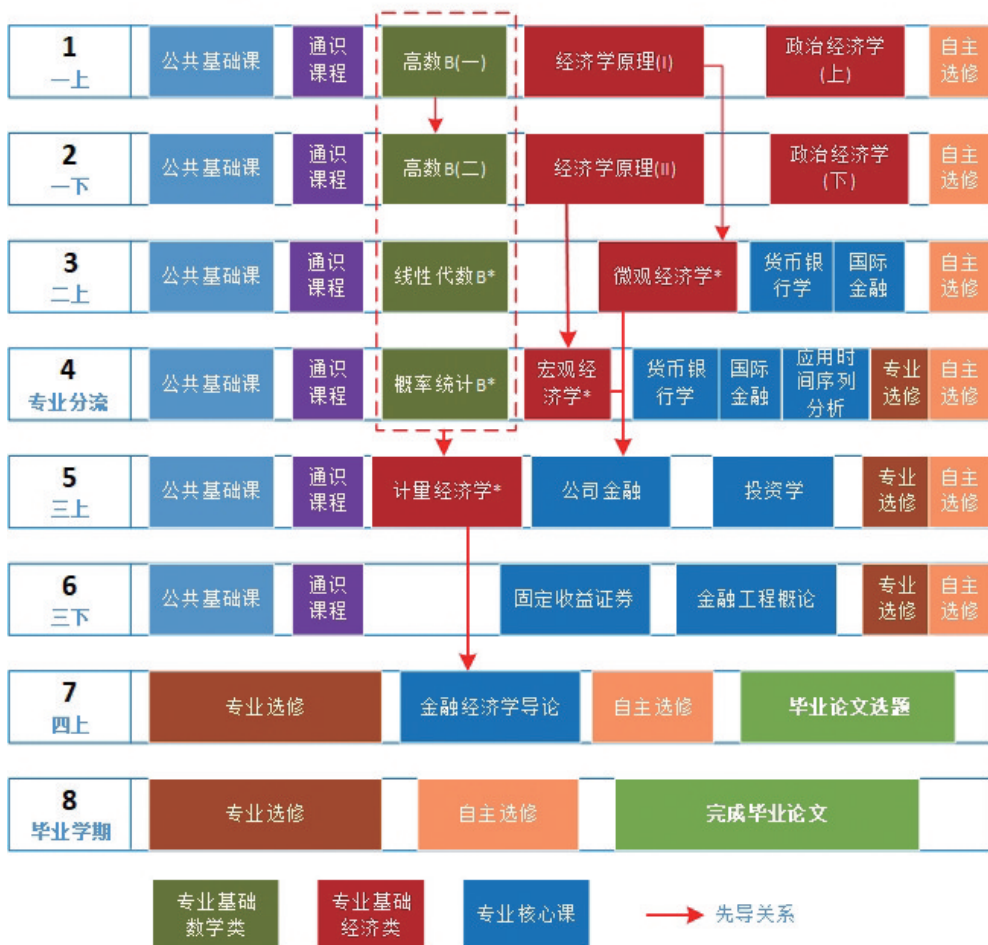 1
一上
公共基础课
通识
课程
高数B(一)
经济学原理(I)
政治经济学
(上)
自主
选修
2
一下
公共基础课
通识
课程
高数B(二)
经济学原理(II)
政治经济学
(下)
自主
选修
3
二上
公共基础课
通识
课程
线性代数B*
微观经济学*
货币银
行学
国际
金融
自主
选修
4
专业分流
公共基础课
通识
课程
概率统计B*
宏观经
济学*
货币银
行学
国际
金融
应用时
间序列
分析
专业
选修
自主
选修
5
三上
公共基础课
通识
课程
计量经济学*
公司金融
投资学
专业
选修
自主
选修
6
三下
公共基础课
通识
课程
固定收益证券
金融工程概论
专业
选修
自主
选修
7
四上
专业选修
金融经济学导论
自主选修
毕业论文选题
8
毕业学期
专业选修
自主选修
完成毕业论文
专业基础
数学类
专业基础
经济类
专业核心课
先导关系